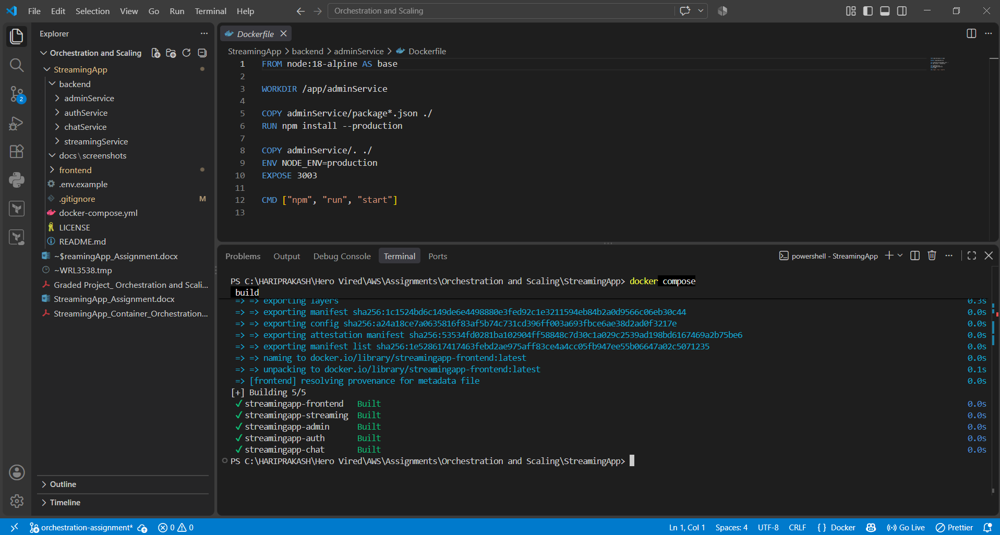 File Edit Selection View Go Run Terminal Help
Orchestration and Scaling
Explorer
Orchestration and Scaling
StreamingApp
backend
adminService
authService
chatService
streamingService
docs\screenshots
frontend
.env.example
.gitignore M
docker-compose.yml
LICENSE
README.md
~$reamingApp_Assignment.docx
~WRL3538.tmp
Graded Project_ Orchestration and Scali...
StreamingApp_Assignment.docx
StreamingApp_Container_Orchestration...
Outline
Timeline
2
Dockerfile
StreamingApp > backend > adminService > Dockerfile
1 FROM node:18-alpine AS base
2
3 WORKDIR /app/adminService
4
5 COPY adminService/package*.json ./
6 RUN npm install --production
7
8 COPY adminService/. ./
9 ENV NODE_ENV=production
10 EXPOSE 3003
11
12 CMD ["npm", "run", "start"]
13
Problems Output Debug Console Terminal Ports
powershell - StreamingApp
PS C:\HARIPRAKASH\Hero Vired\AWS\Assignments\Orchestration and Scaling\StreamingApp> docker compose
build
=> => exporting layers 0.3s
=> => exporting manifest sha256:1c1524bd6c149de6e4498880e3fed92c1e3211594eb84b2a0d9566c06eb30c44 0.0s
=> => exporting config sha256:a24a18ce7a0635816f83af5b74c731cd396ff003a693fbce6ae38d2ad0f3217e 0.0s
=> => exporting attestation manifest sha256:53534fd0281ba102904ff58848c7d30c1a029c2539ad198bd6167469a2b75be6 0.0s
=> => exporting manifest list sha256:1e528617417463febd2ae975aff83ce4a4cc05fb947ee55b06647a02c5071235 0.0s
=> => naming to docker.io/library/streamingapp-frontend:latest 0.0s
=> => unpacking to docker.io/library/streamingapp-frontend:latest 0.1s
=> [frontend] resolving provenance for metadata file 0.0s
[+] Building 5/5
✓ streamingapp-frontend Built 0.0s
✓ streamingapp-streaming Built 0.0s
✓ streamingapp-admin Built 0.0s
✓ streamingapp-auth Built 0.0s
✓ streamingapp-chat Built 0.0s
PS C:\HARIPRAKASH\Hero Vired\AWS\Assignments\Orchestration and Scaling\StreamingApp>
orchestration-assignment* 0 0 Ln 1, Col 1 Spaces: 4 UTF-8 CRLF {} Docker Go Live Prettier